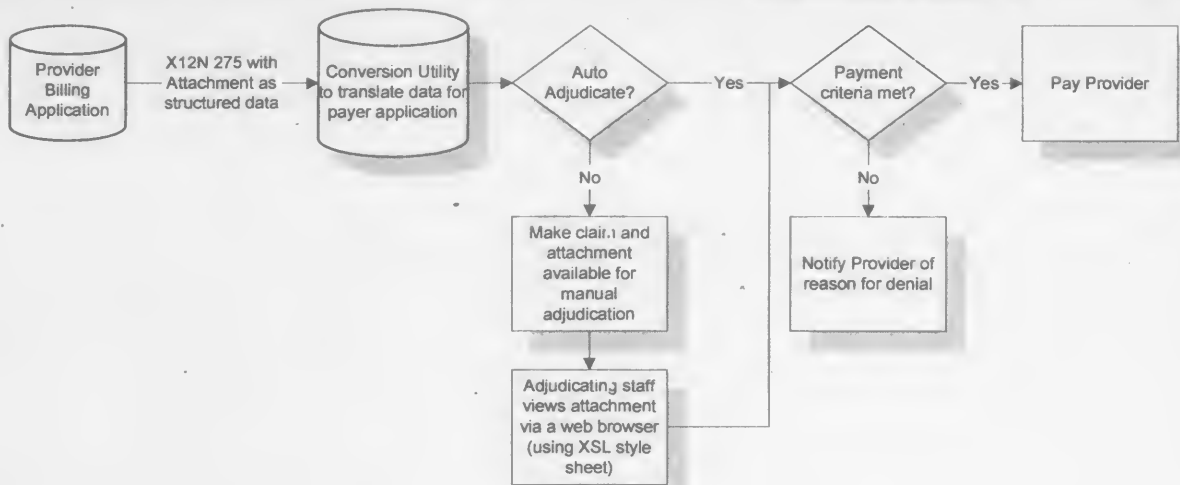 Provider
Billing
Application
X12N 275 with
Attachment as
structured data
Conversion Utility
to translate data for
payer application
Auto
Adjudicate?
Yes
Payment
criteria met?
Yes
Pay Provider
No
Make claim and
attachment
available for
manual
adjudication
No
Notify Provider of
reason for denial
Adjudicating staff
views attachment
via a web browser
(using XSL style
sheet)